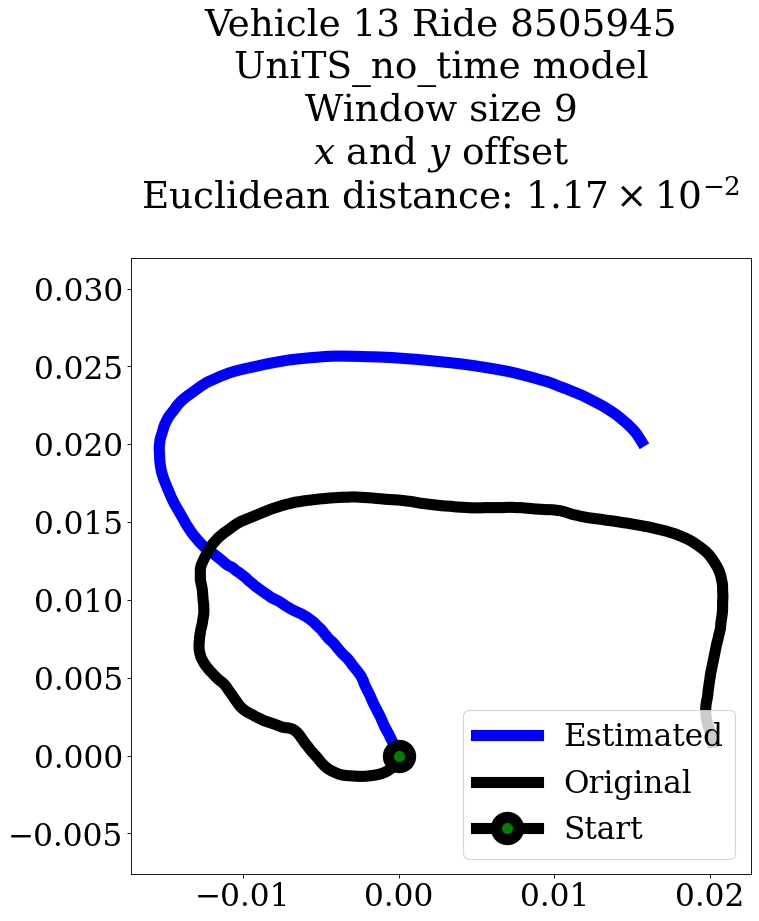 Vehicle 13 Ride 8505945
UniTS_no_time model
Window size 9
x and y offset
Euclidean distance: 1.17 × 10⁻²
0.030
0.025
0.020
0.015
0.010
0.005
0.000
−0.005
Estimated
Original
Start
−0.01
0.00
0.01
0.02